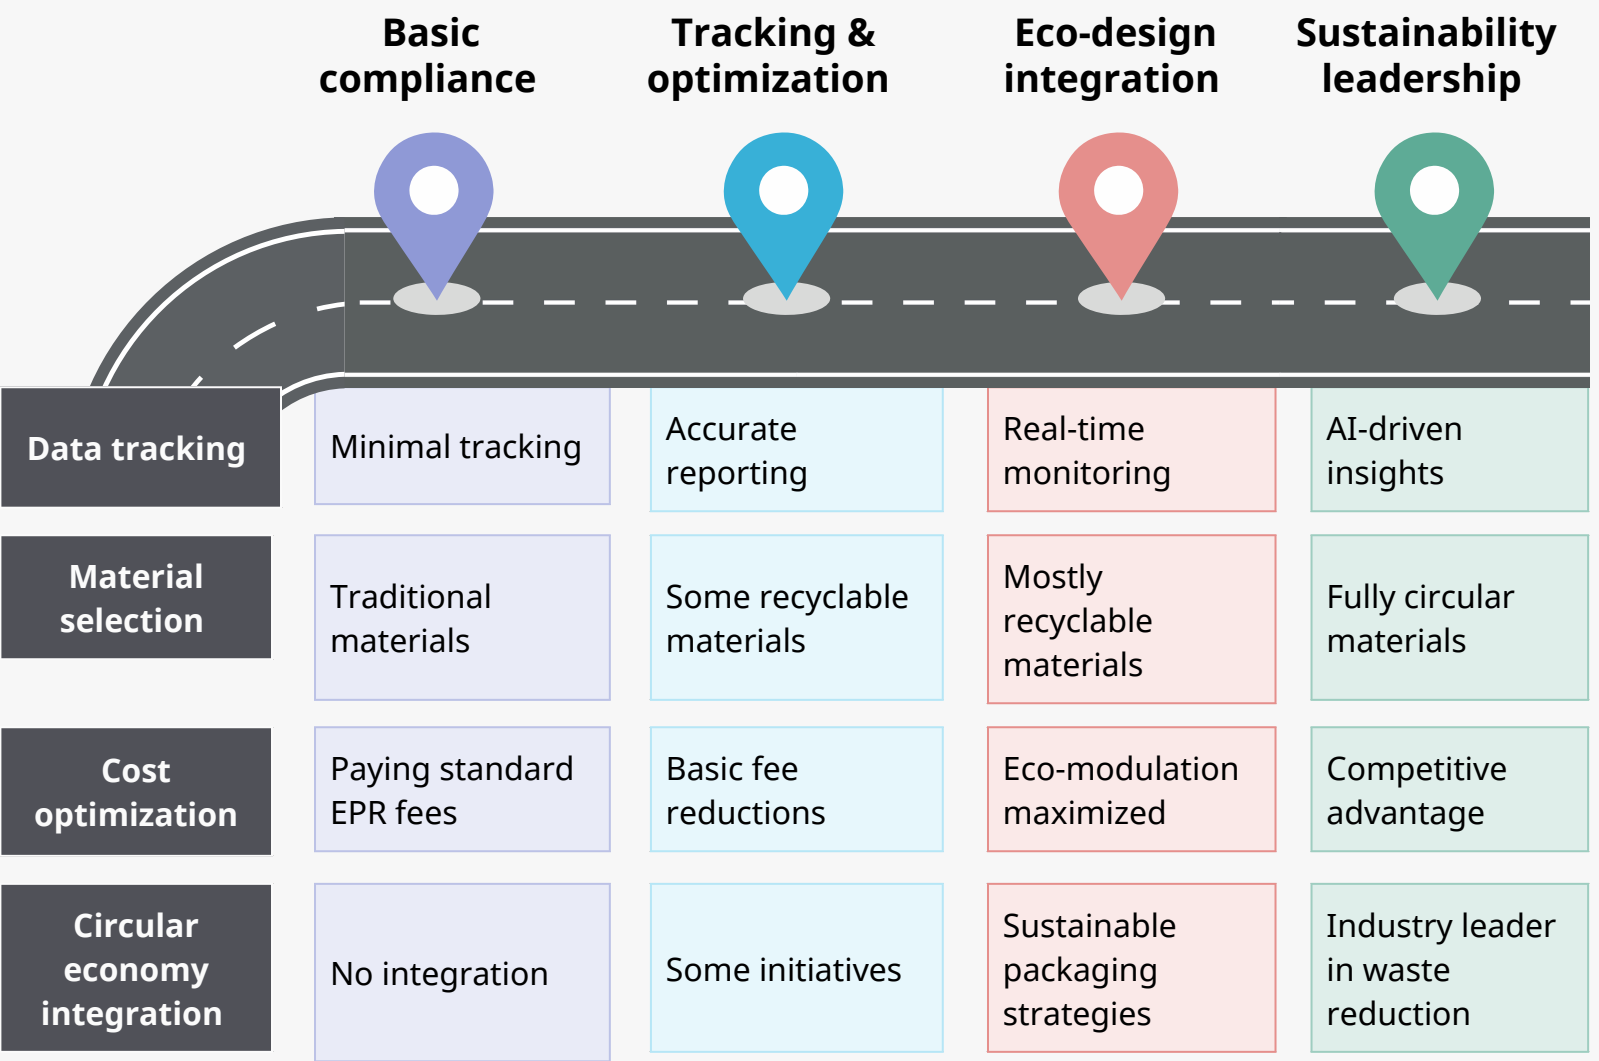 Basic
compliance
Tracking &
optimization
Eco-design
integration
Sustainability
leadership
Data tracking
Minimal tracking
Accurate
reporting
Real-time
monitoring
AI-driven
insights
Material
selection
Traditional
materials
Some recyclable
materials
Mostly
recyclable
materials
Fully circular
materials
Cost
optimization
Paying standard
EPR fees
Basic fee
reductions
Eco-modulation
maximized
Competitive
advantage
Circular
economy
integration
No integration
Some initiatives
Sustainable
packaging
strategies
Industry leader
in waste
reduction